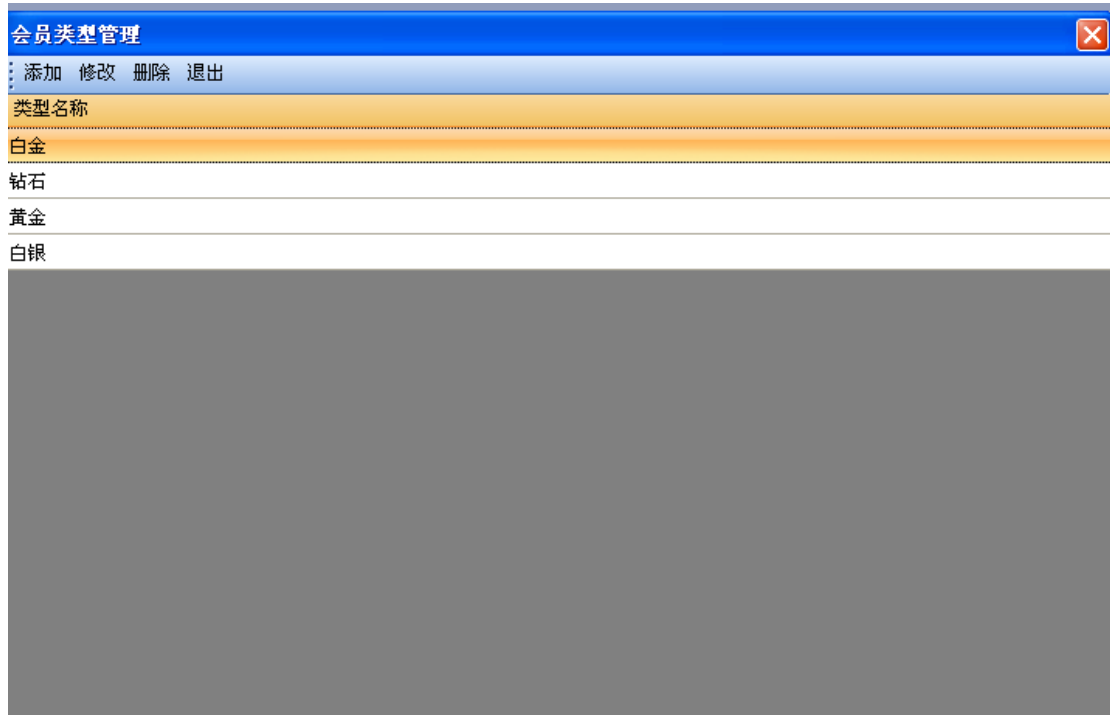 会员类型管理
添加 修改 删除 退出
类型名称
白金
钻石
黄金
白银